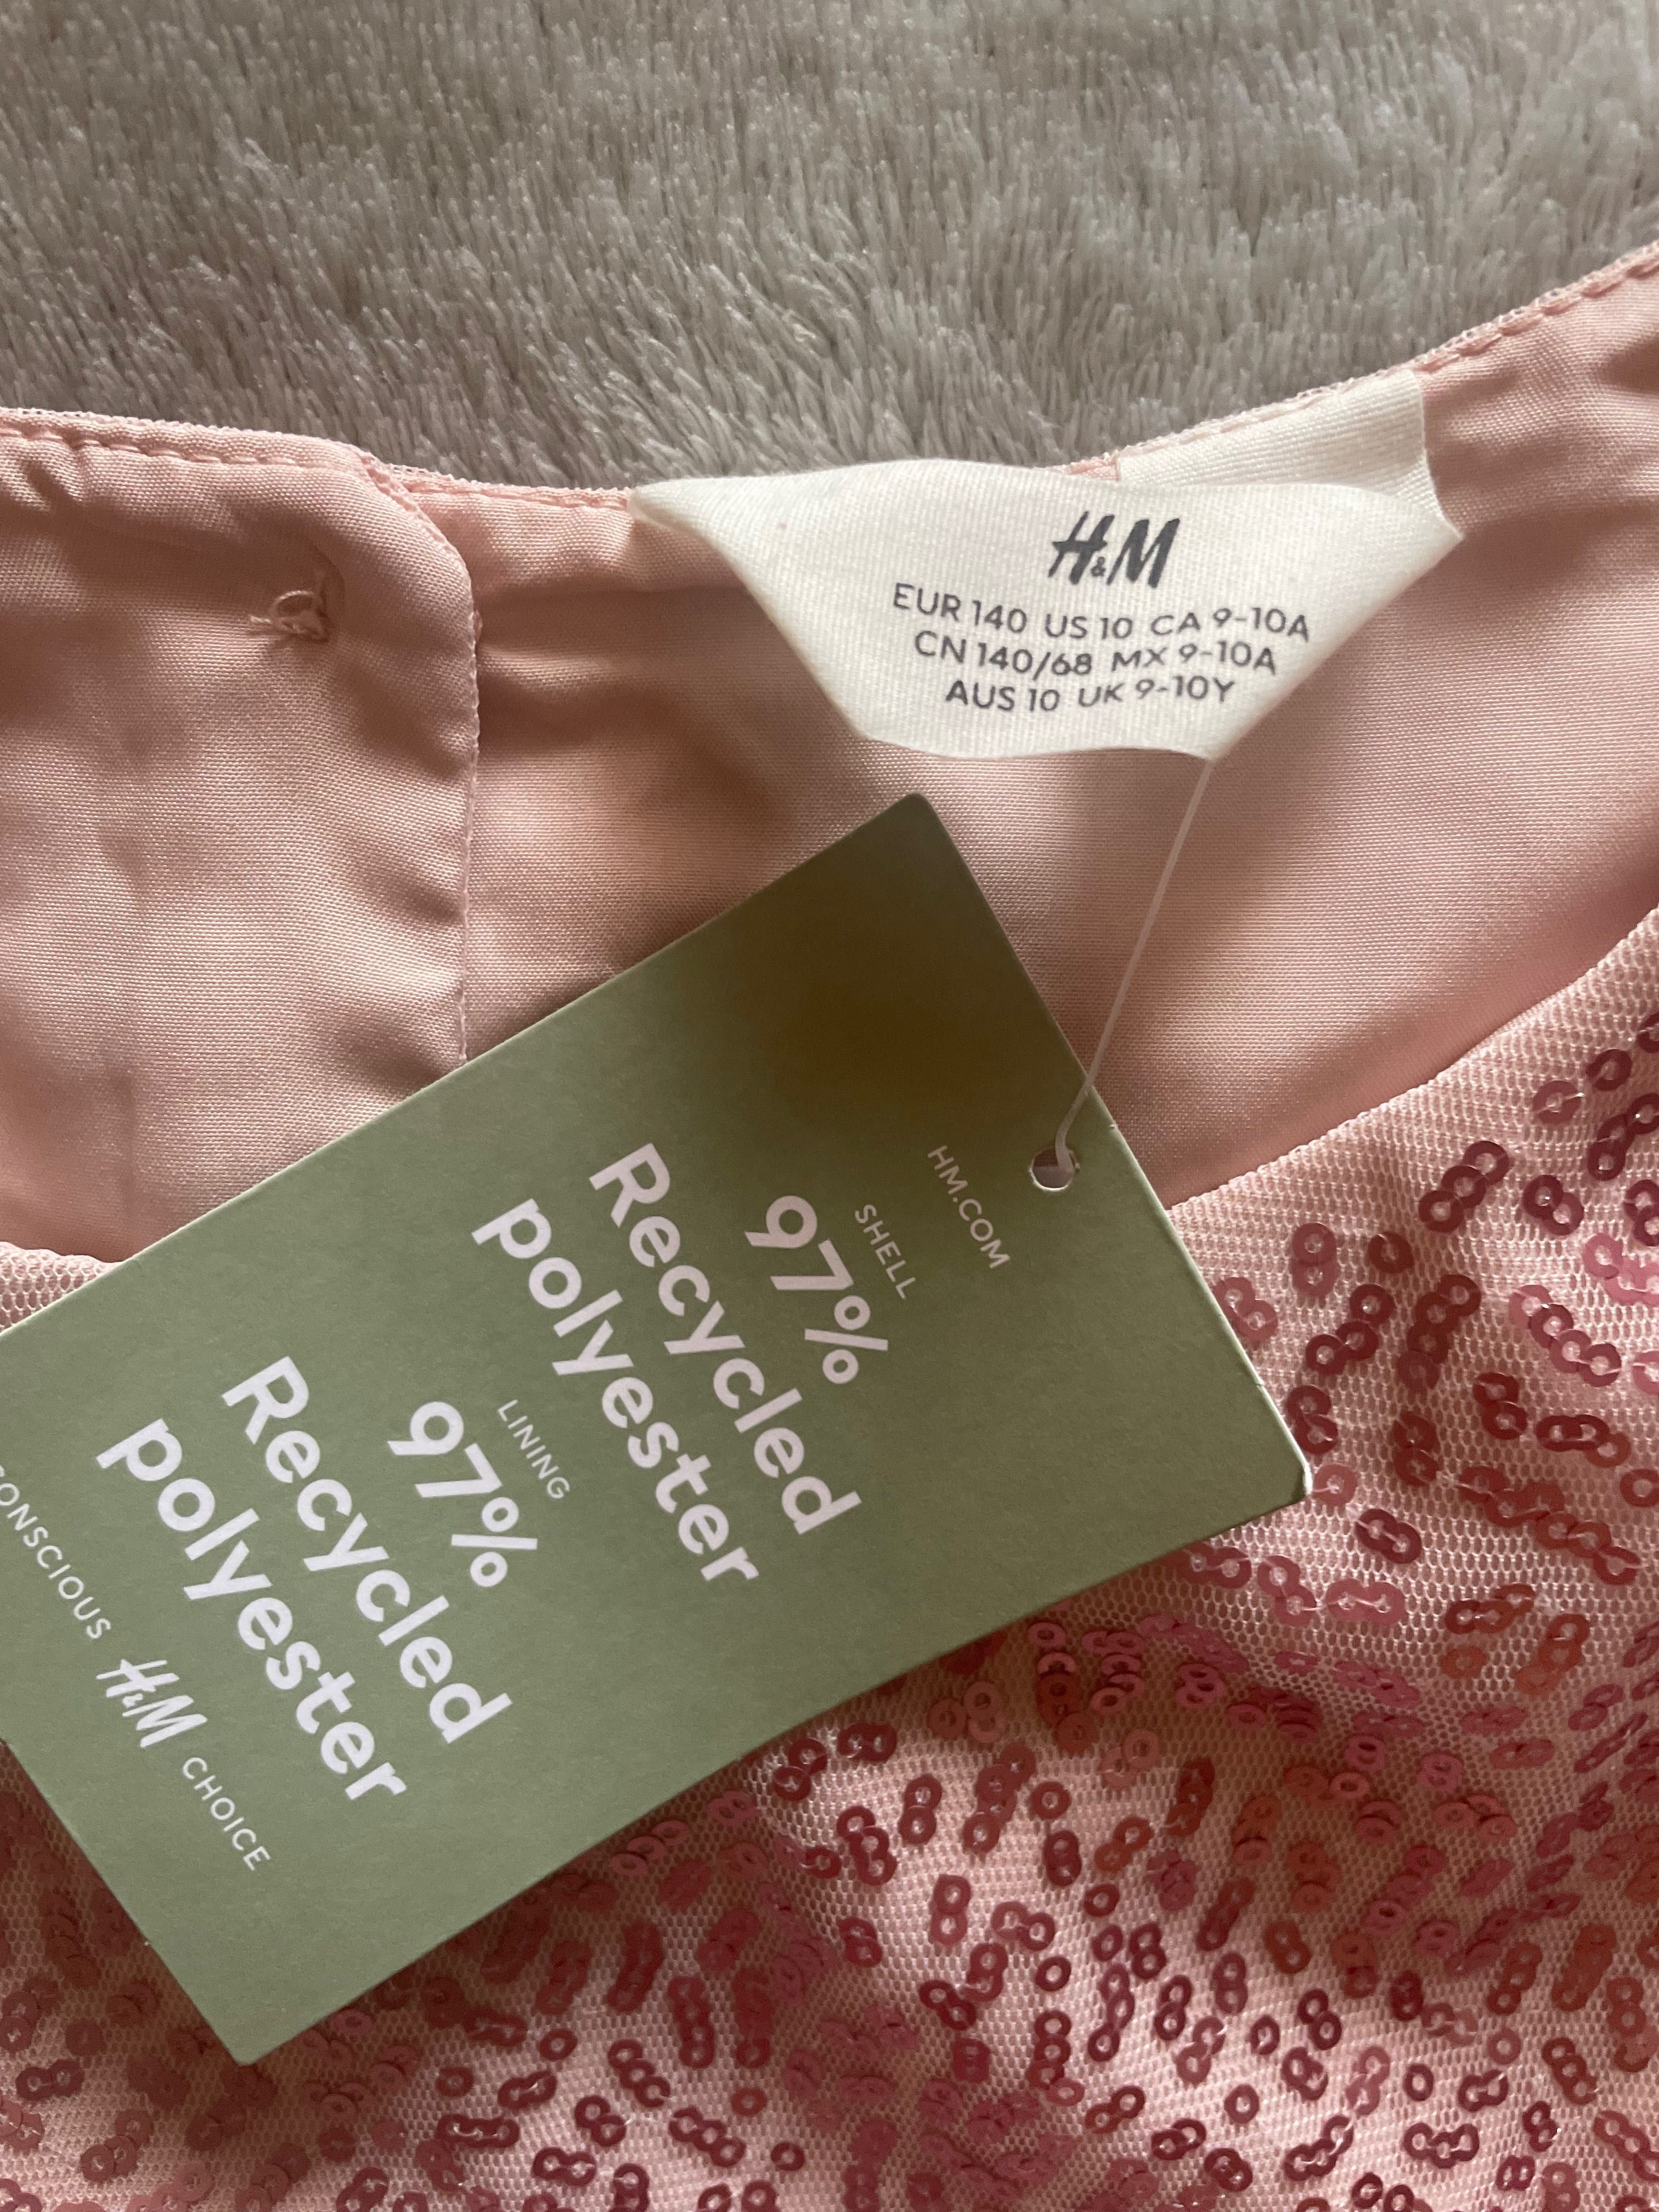 H&M
EUR 140 US 10 CA 9-10A
CN 140/68 MX 9-10A
AUS 10 UK 9-10Y
HM.COM
SHELL
97%
Recycled
polyester
LINING
97%
Recycled
polyester
CONSCIOUS H&M CHOICE